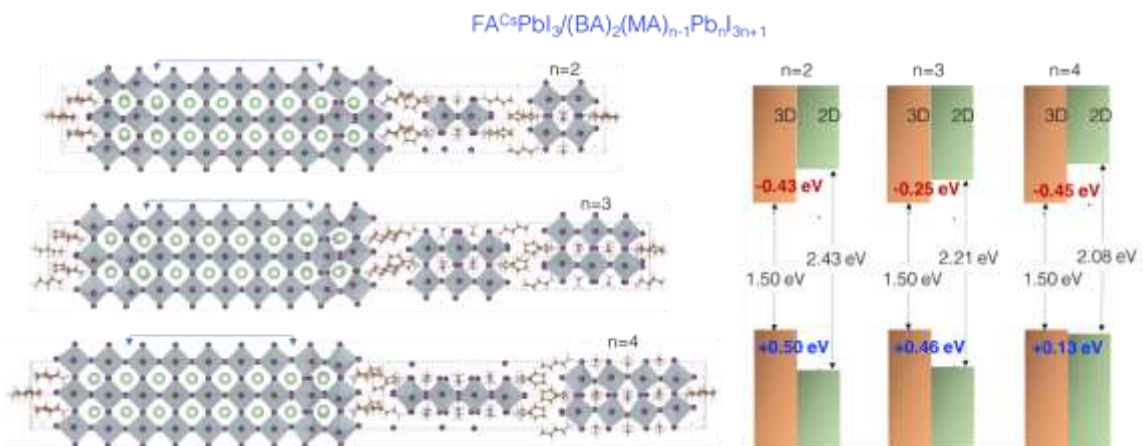 FA^CsPbI₃/(BA)₂(MA)ₙ₋₁PbₙI₃ₙ₊₁
n=2
n=3
n=4
n=2 n=3 n=4
3D 2D 3D 2D 3D 2D
-0.43 eV -0.25 eV -0.45 eV
2.43 eV 2.21 eV 2.08 eV
1.50 eV 1.50 eV 1.50 eV
+0.50 eV +0.46 eV +0.13 eV